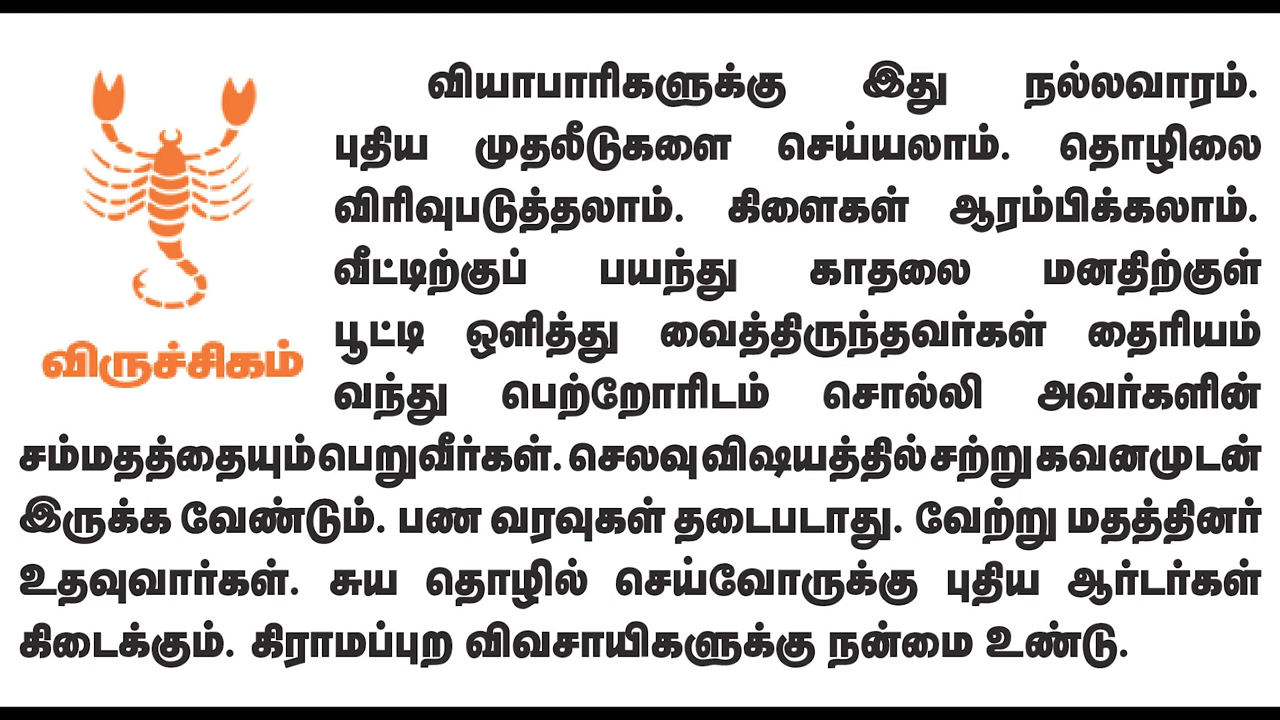 வியாபாரிகளுக்கு இது நல்லவாரம்.
புதிய முதலீடுகளை செய்யலாம். தொழிலை
விரிவுபடுத்தலாம். கிளைகள் ஆரம்பிக்கலாம்.
வீட்டிற்குப் பயந்து காதலை மனதிற்குள்
பூட்டி ஒளித்து வைத்திருந்தவர்கள் தைரியம்
விருச்சிகம்
வந்து பெற்றோரிடம் சொல்லி அவர்களின்
சம்மதத்தையும் பெறுவீர்கள். செலவு விஷயத்தில் சற்று கவனமுடன்
இருக்க வேண்டும். பண வரவுகள் தடைபடாது. வேற்று மதத்தினர்
உதவுவார்கள். சுய தொழில் செய்வோருக்கு புதிய ஆர்டர்கள்
கிடைக்கும். கிராமப்புற விவசாயிகளுக்கு நன்மை உண்டு.